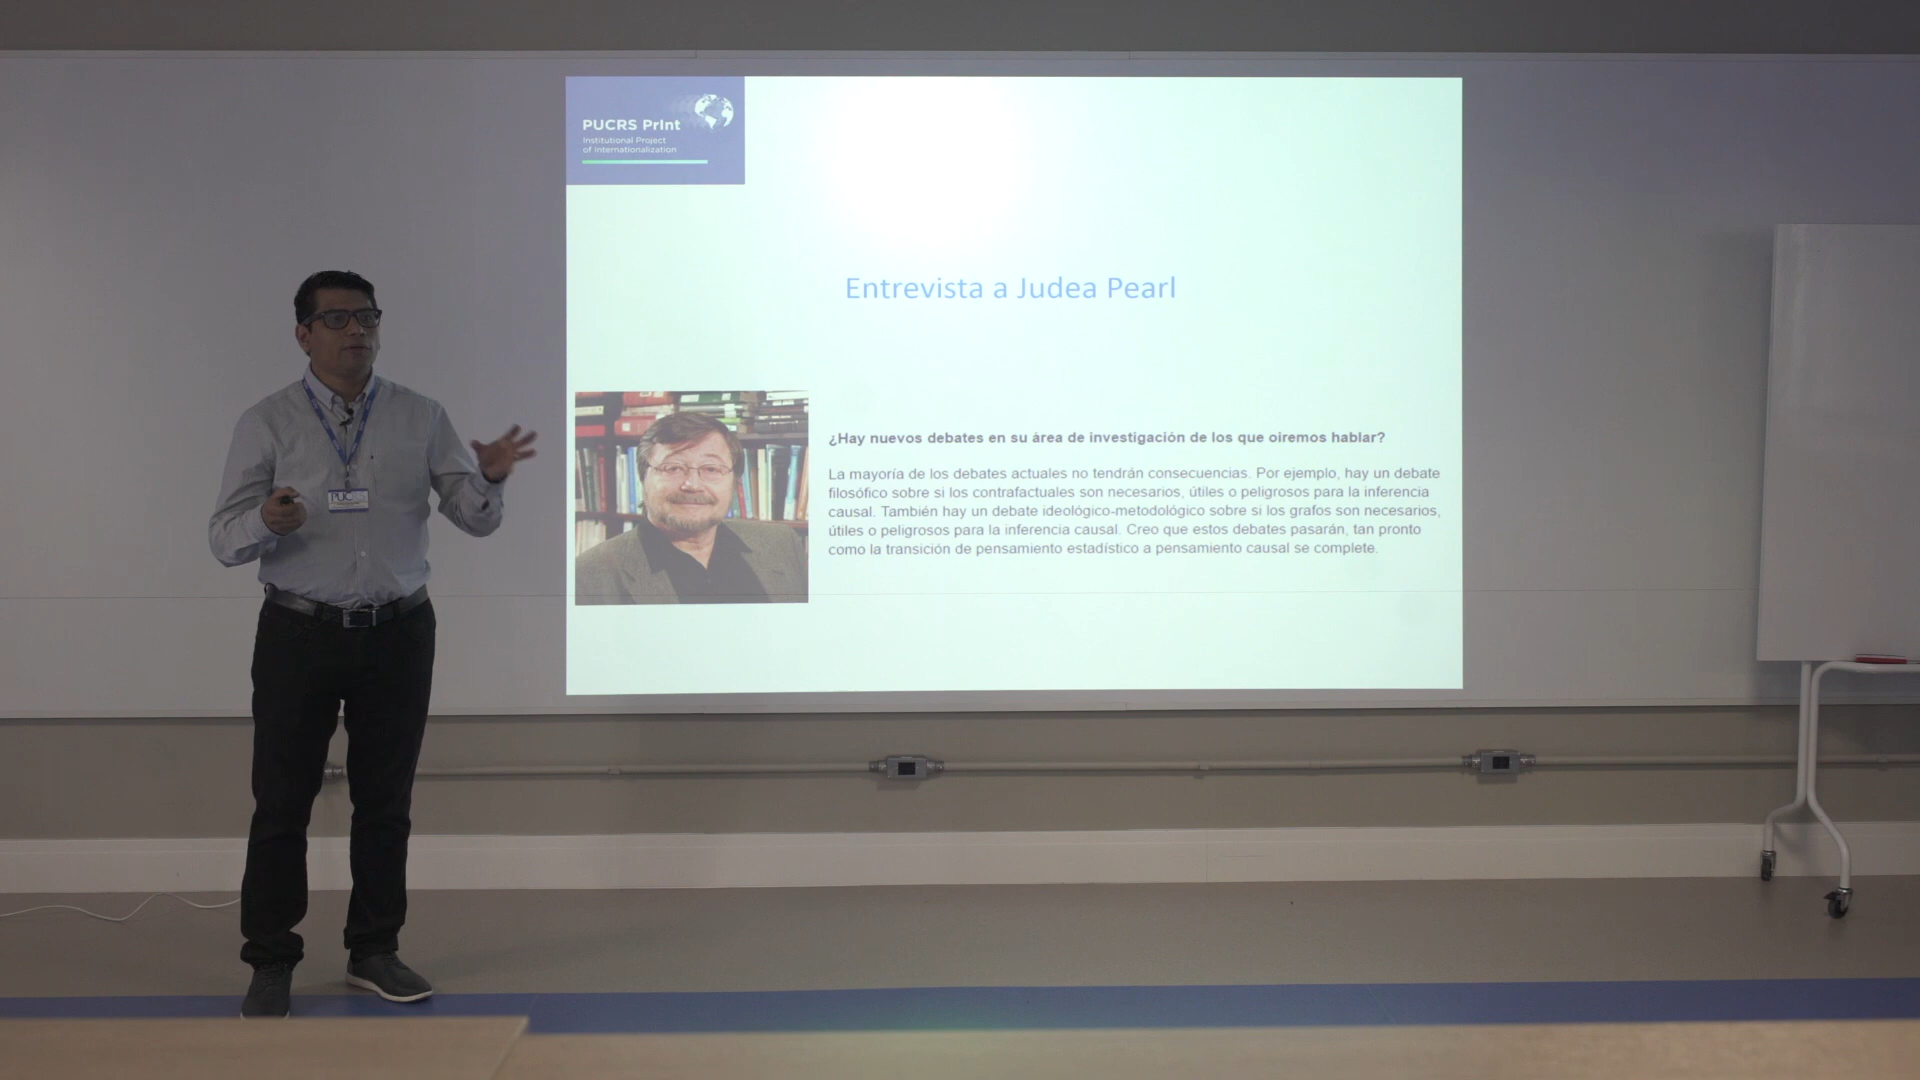 PUCRS PrInt
Institutional Project
of Internationalization
Entrevista a Judea Pearl
¿Hay nuevos debates en su área de investigación de los que oiremos hablar?
La mayoría de los debates actuales no tendrán consecuencias. Por ejemplo, hay un debate
filosófico sobre si los contrafactuales son necesarios, útiles o peligrosos para la inferencia
causal. También hay un debate ideológico-metodológico sobre si los grafos son necesarios,
útiles o peligrosos para la inferencia causal. Creo que estos debates pasarán, tan pronto
como la transición de pensamiento estadístico a pensamiento causal se complete.
PUCRS